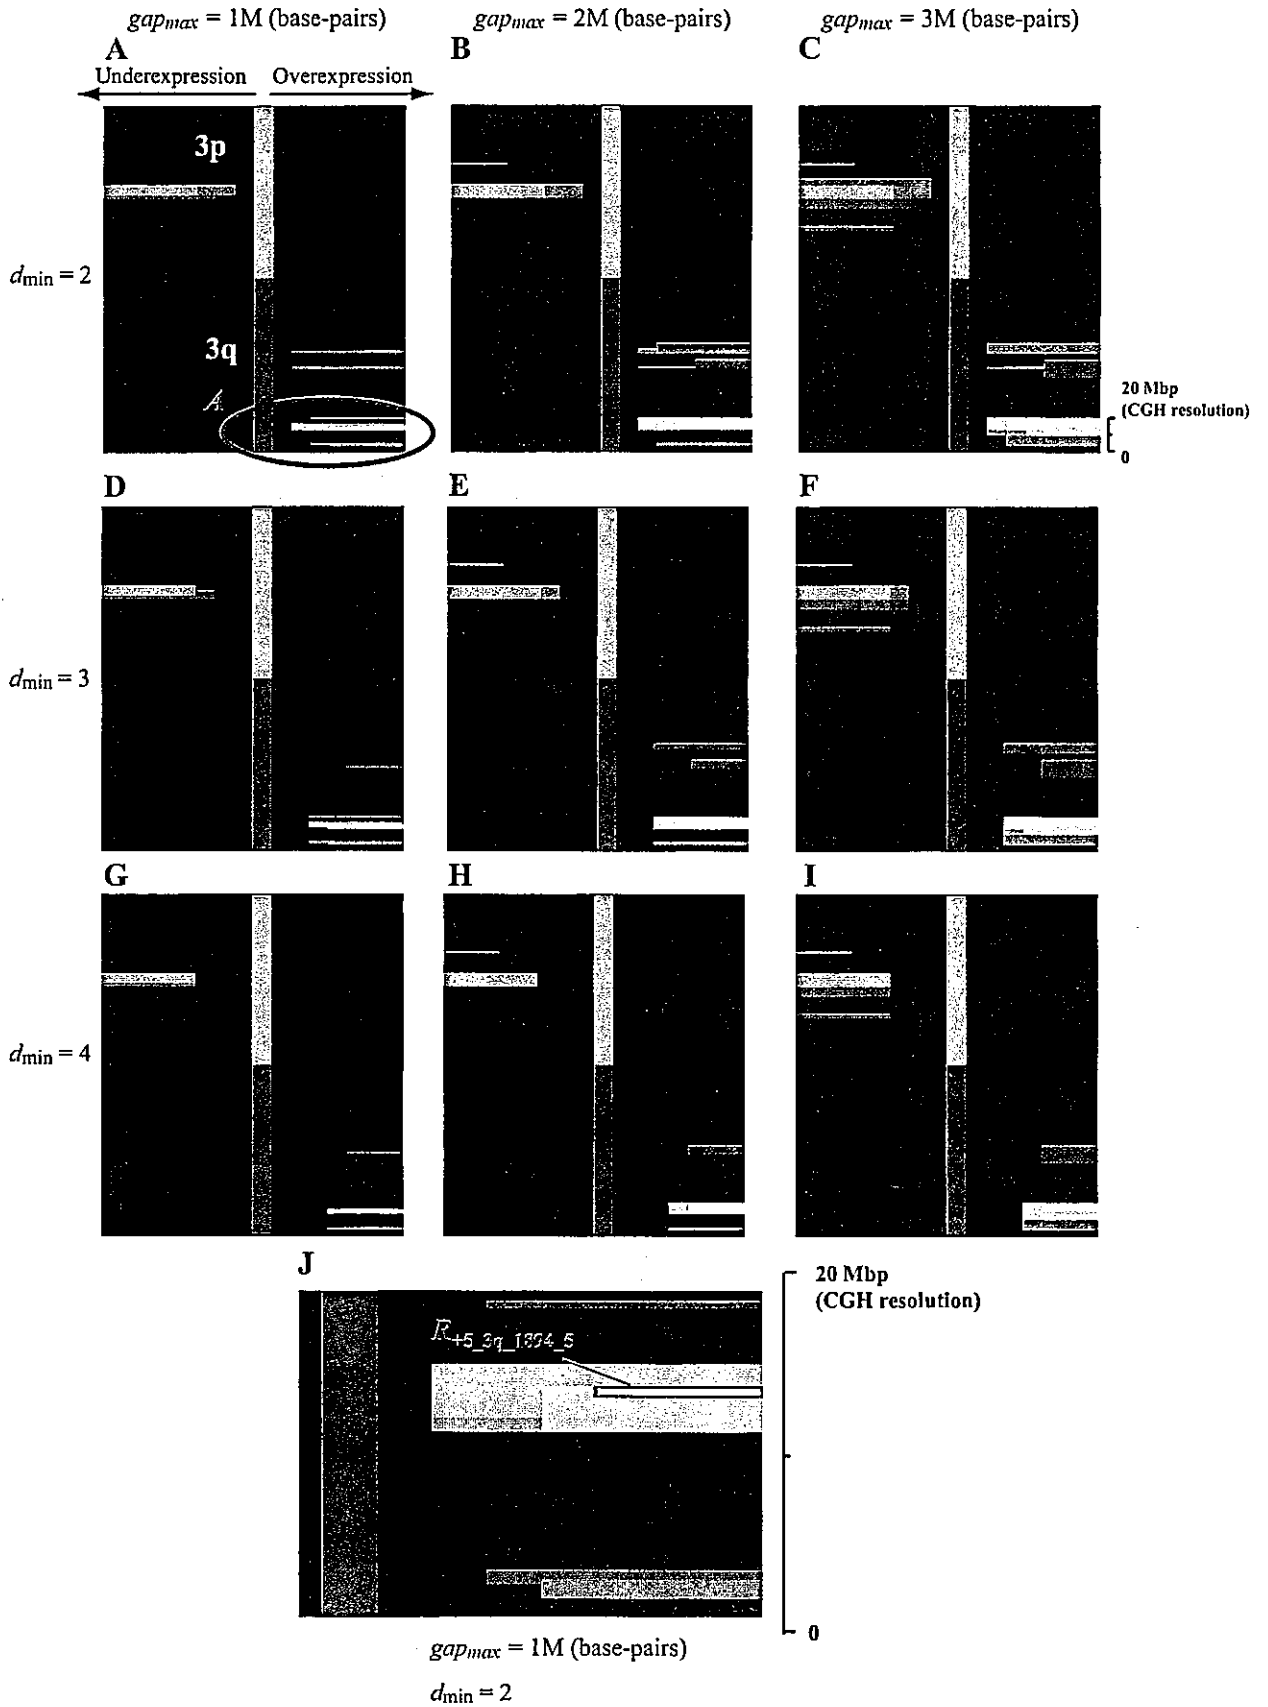 gapmax = 1M (base-pairs)
gapmax = 2M (base-pairs)
gapmax = 3M (base-pairs)
A
B
C
Underexpression
Overexpression
3p
dmin = 2
3q
A
20 Mbp
(CGH resolution)
0
D
E
F
dmin = 3
G
H
I
dmin = 4
J
20 Mbp
(CGH resolution)
R+5_3q_1894_5
0
gapmax = 1M (base-pairs)
dmin = 2